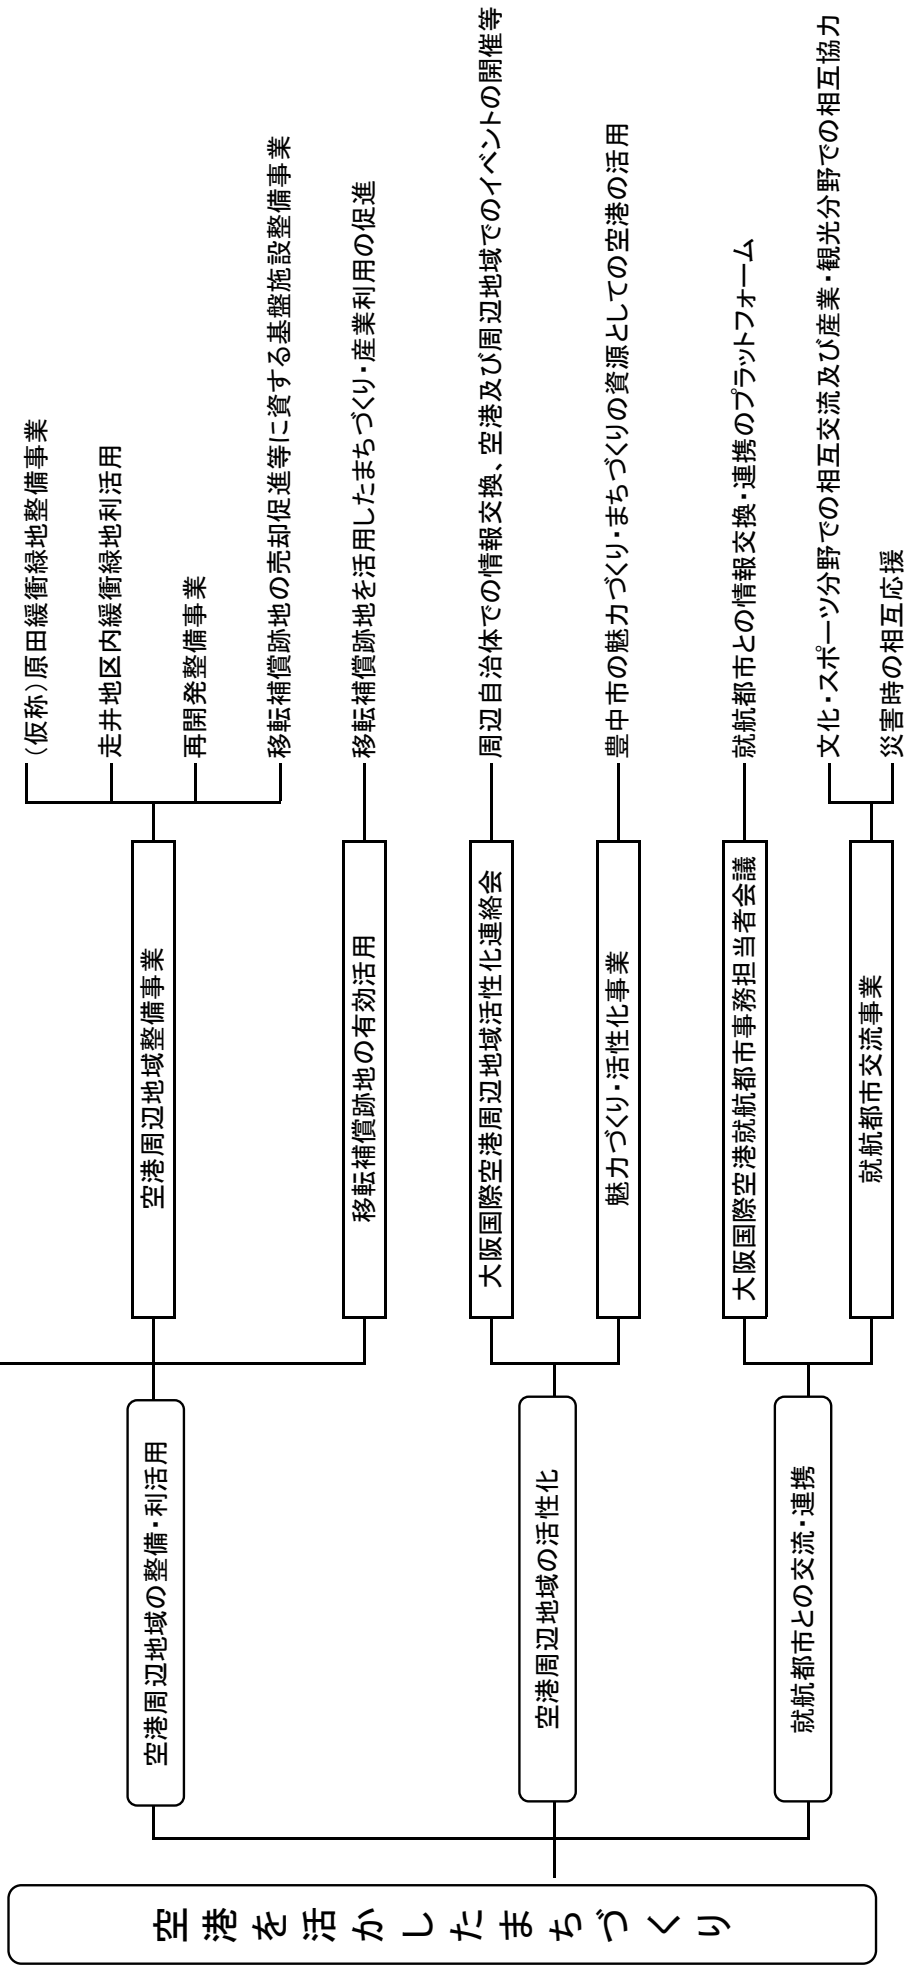 空港を活かしたまちづくり
空港周辺地域の整備・利活用
空港周辺地域整備事業
（仮称）原田緩衝緑地整備事業
走井地区内緩衝緑地利活用
再開発整備事業
移転補償跡地の売却促進等に資する基盤施設整備事業
移転補償跡地の有効活用
移転補償跡地を活用したまちづくり・産業利用の促進
空港周辺地域の活性化
大阪国際空港周辺地域活性化連絡会
周辺自治体での情報交換、空港及び周辺地域でのイベントの開催等
魅力づくり・活性化事業
豊中市の魅力づくり・まちづくりの資源としての空港の活用
就航都市との交流・連携
大阪国際空港就航都市事務担当者会議
就航都市との情報交換・連携のプラットフォーム
就航都市交流事業
文化・スポーツ分野での相互交流及び産業・観光分野での相互協力
災害時の相互応援